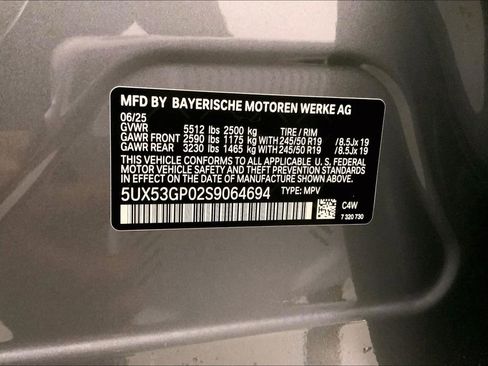 MFD BY BAYERISCHE MOTOREN WERKE AG
06/25
GVWR 5512 lbs 2500 kg TIRE / RIM
GAWR FRONT 2590 lbs 1175 kg WITH 245/50 R19 / 8.5Jx 19
GAWR REAR 3230 lbs 1465 kg WITH 245/50 R19 / 8.5Jx 19
THIS VEHICLE CONFORMS TO ALL APPLICABLE U.S. FEDERAL
MOTOR VEHICLE SAFETY AND THEFT PREVENTION STANDARDS
IN EFFECT ON THE DATE OF MANUFACTURE SHOWN ABOVE.
5UX53GP02S9064694 TYPE: MPV
C4W
7 320 730